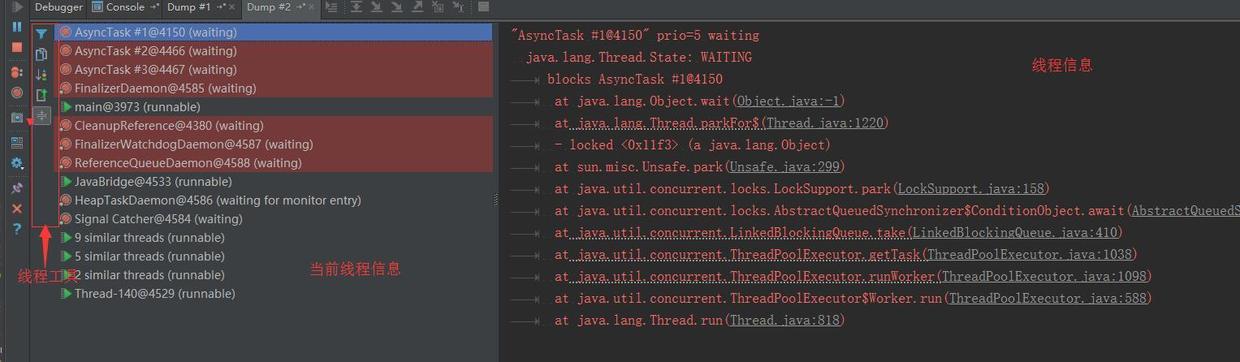 Debugger Console Dump #1 Dump #2
AsyncTask #1@4150 (waiting)
AsyncTask #2@4466 (waiting)
AsyncTask #3@4467 (waiting)
FinalizerDaemon@4585 (waiting)
main@3973 (runnable)
CleanupReference@4380 (waiting)
FinalizerWatchdogDaemon@4587 (waiting)
ReferenceQueueDaemon@4588 (waiting)
JavaBridge@4533 (runnable)
HeapTaskDaemon@4586 (waiting for monitor entry)
Signal Catcher@4584 (waiting)
9 similar threads (runnable)
5 similar threads (runnable)
2 similar threads (runnable)
Thread-140@4529 (runnable)
线程工具
当前线程信息
"AsyncTask #1@4150" prio=5 waiting
java.lang.Thread.State: WAITING
blocks AsyncTask #1@4150
at java.lang.Object.wait(Object.java:-1)
at java.lang.Thread.parkFor$(Thread.java:1220)
- locked <0x11f3> (a java.lang.Object)
at sun.misc.Unsafe.park(Unsafe.java:299)
at java.util.concurrent.locks.LockSupport.park(LockSupport.java:158)
at java.util.concurrent.locks.AbstractQueuedSynchronizer$ConditionObject.await(AbstractQueuedS
at java.util.concurrent.LinkedBlockingQueue.take(LinkedBlockingQueue.java:410)
at java.util.concurrent.ThreadPoolExecutor.getTask(ThreadPoolExecutor.java:1038)
at java.util.concurrent.ThreadPoolExecutor.runWorker(ThreadPoolExecutor.java:1098)
at java.util.concurrent.ThreadPoolExecutor$Worker.run(ThreadPoolExecutor.java:588)
at java.lang.Thread.run(Thread.java:818)
线程信息